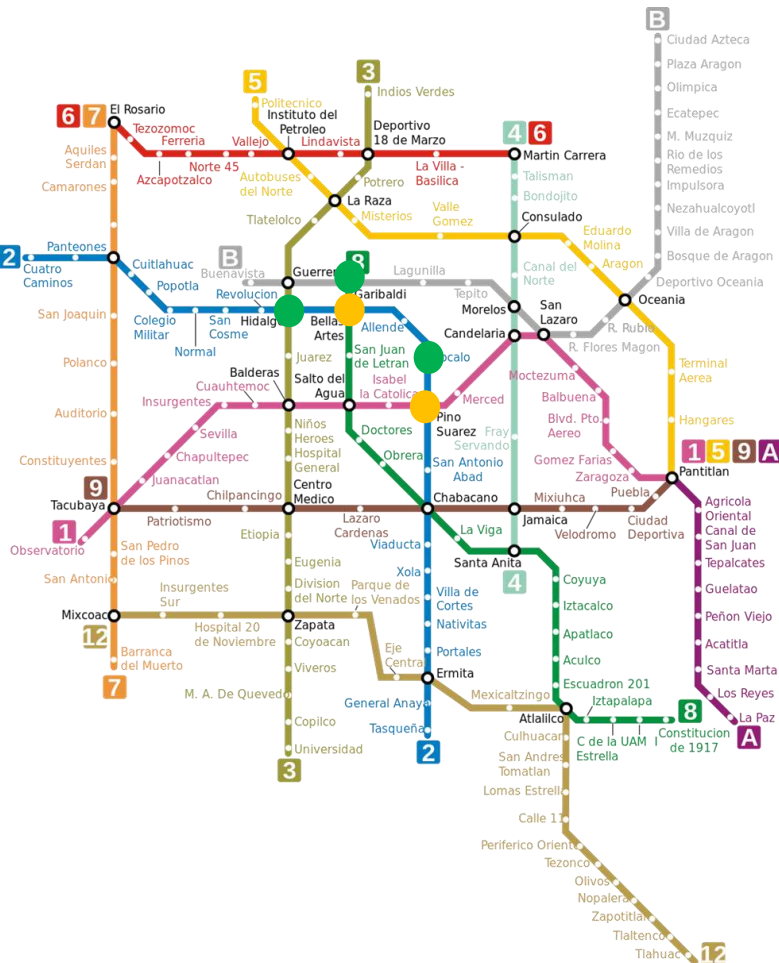 B
Ciudad Azteca
Plaza Aragon
Olimpica
Ecatepec
M. Muzquiz
Rio de los
Remedios
Impulsora
Nezahualcoyotl
Villa de Aragon
Bosque de Aragon
Deportivo Oceania
Oceania
R. Flores Magon
San
Lazaro
Morelos
Tepito
Lagunilla
Garibaldi
Buenavista
B
3
Indios Verdes
Deportivo
18 de Marzo
Potrero
La Raza
Tlatelolco
5
Politecnico
Instituto del
Petroleo
Autobuses
del Norte
Misterios
Valle
Gomez
Consulado
Eduardo
Molina
Aragon
Terminal
Aerea
Hangares
6
7
El Rosario
Tezozomoc
Azcapotzalco
Ferreria
Norte 45
Vallejo
Lindavista
La Villa -
Basilica
4
6
Martin Carrera
Talisman
Bondojito
Canal del
Norte
Candelaria
Fray
Servando
Jamaica
Santa Anita
4
Aquiles
Serdan
Camarones
San Joaquin
Polanco
Auditorio
Constituyentes
9
Tacubaya
San Pedro
de los Pinos
Mixcoac
12
Barranca
del Muerto
7
2
Cuatro
Caminos
Panteones
Cuitlahuac
Popotla
Colegio
Militar
Normal
San
Cosme
Revolucion
Artes
Allende
Pino
Suarez
San Antonio
Abad
Chabacano
Viaducta
Xola
Villa de
Cortes
Nativitas
Portales
Ermita
General Anaya
Tasqueña
2
Juarez
Balderas
Niños
Heroes
Hospital
General
Centro
Medico
Etiopia
Eugenia
Division
del Norte
Zapata
Coyoacan
Viveros
M. A. De Quevedo
Copilco
Universidad
3
1
Observatorio
Juanacatlan
Chapultepec
Sevilla
Insurgentes
Cuauhtemoc
Salto del
Agua
Isabel
la Catolica
Merced
Moctezuma
Balbuena
Blvd. Pto.
Aereo
Gomez Farias
Zaragoza
1
5
9
A
Pantitlan
Patriotismo
Chilpancingo
Lazaro
Cardenas
Mixiuhca
Velodromo
Ciudad
Deportiva
Puebla
8
San Juan
de Letran
Doctores
Obrera
La Viga
Coyuya
Iztacalco
Apatlaco
Aculco
Escuadron 201
Atlalilco
Iztapalapa
C de la
Estrella
UAM I
Constitucion
de 1917
8
Agricola
Oriental
Canal de
San Juan
Tepalcates
Guelatao
Peñon Viejo
Acatitla
Santa Marta
Los Reyes
La Paz
A
Insurgentes
Sur
Hospital 20
de Noviembre
Parque de
los Venados
Eje
Central
Mexicaltzingo
Culhuacan
San Andres
Tomatlan
Lomas Estrella
Calle 11
Periferico Oriente
Tezonco
Olivos
Nopalera
Zapotitlan
Tlaltenco
Tlahuac
12